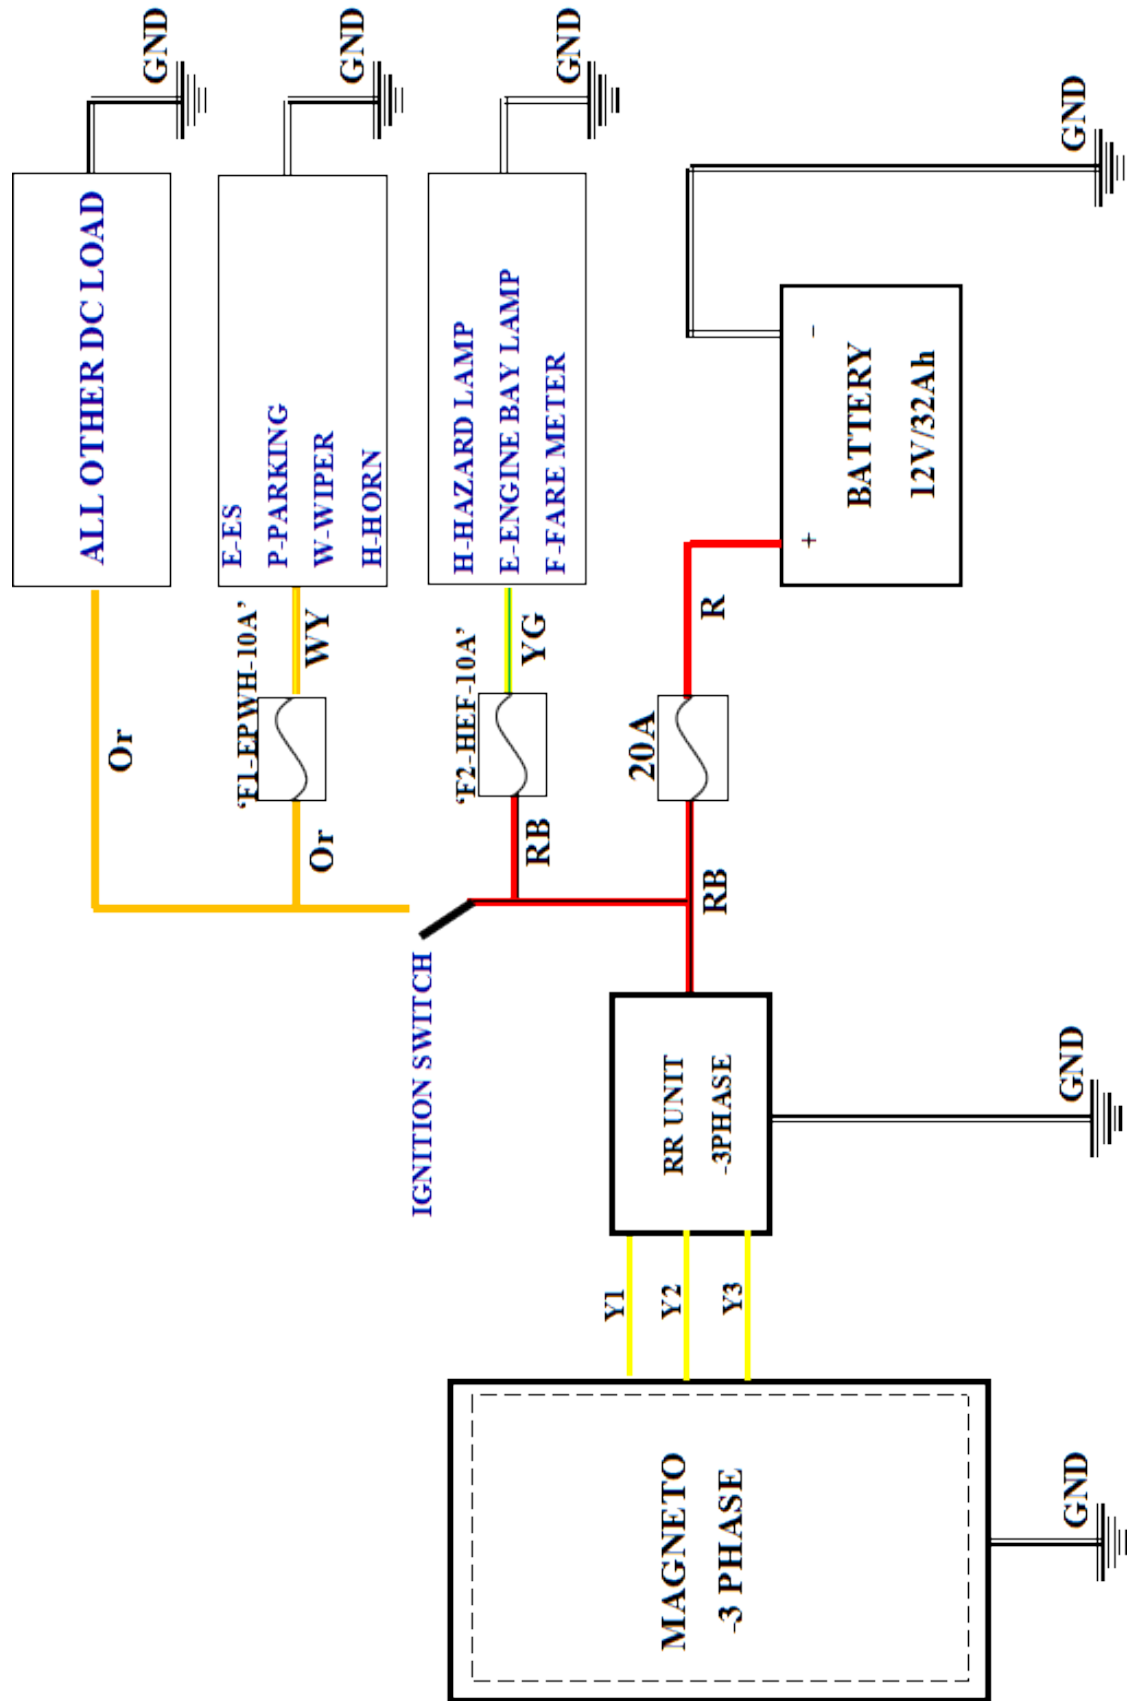 ALL OTHER DC LOAD
GND
Or
E-ES
P-PARKING
W-WIPER
H-HORN
GND
‘F1-EPWH-10A’
WY
Or
H-HAZARD LAMP
E-ENGINE BAY LAMP
F-FARE METER
GND
‘F2-HEF-10A’
YG
RB
IGNITION SWITCH
20A
R
RB
BATTERY
12V/32Ah
+
-
GND
RR UNIT
-3PHASE
GND
Y1
Y2
Y3
MAGNETO
-3 PHASE
GND